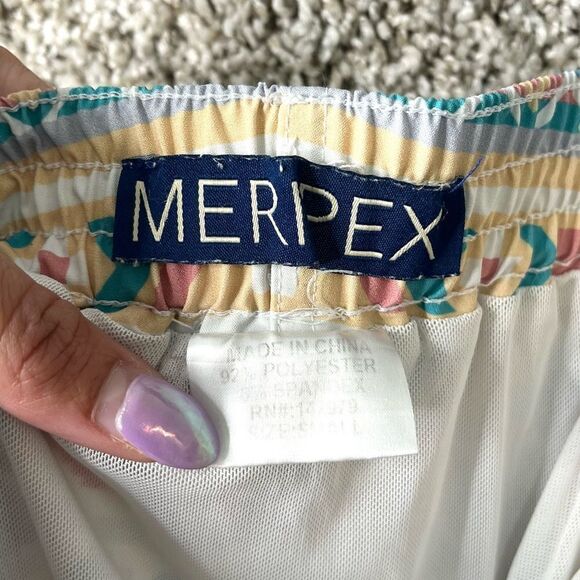 MERPEX
MADE IN CHINA
92% POLYESTER
SPANDEX
SIZE:SMALL